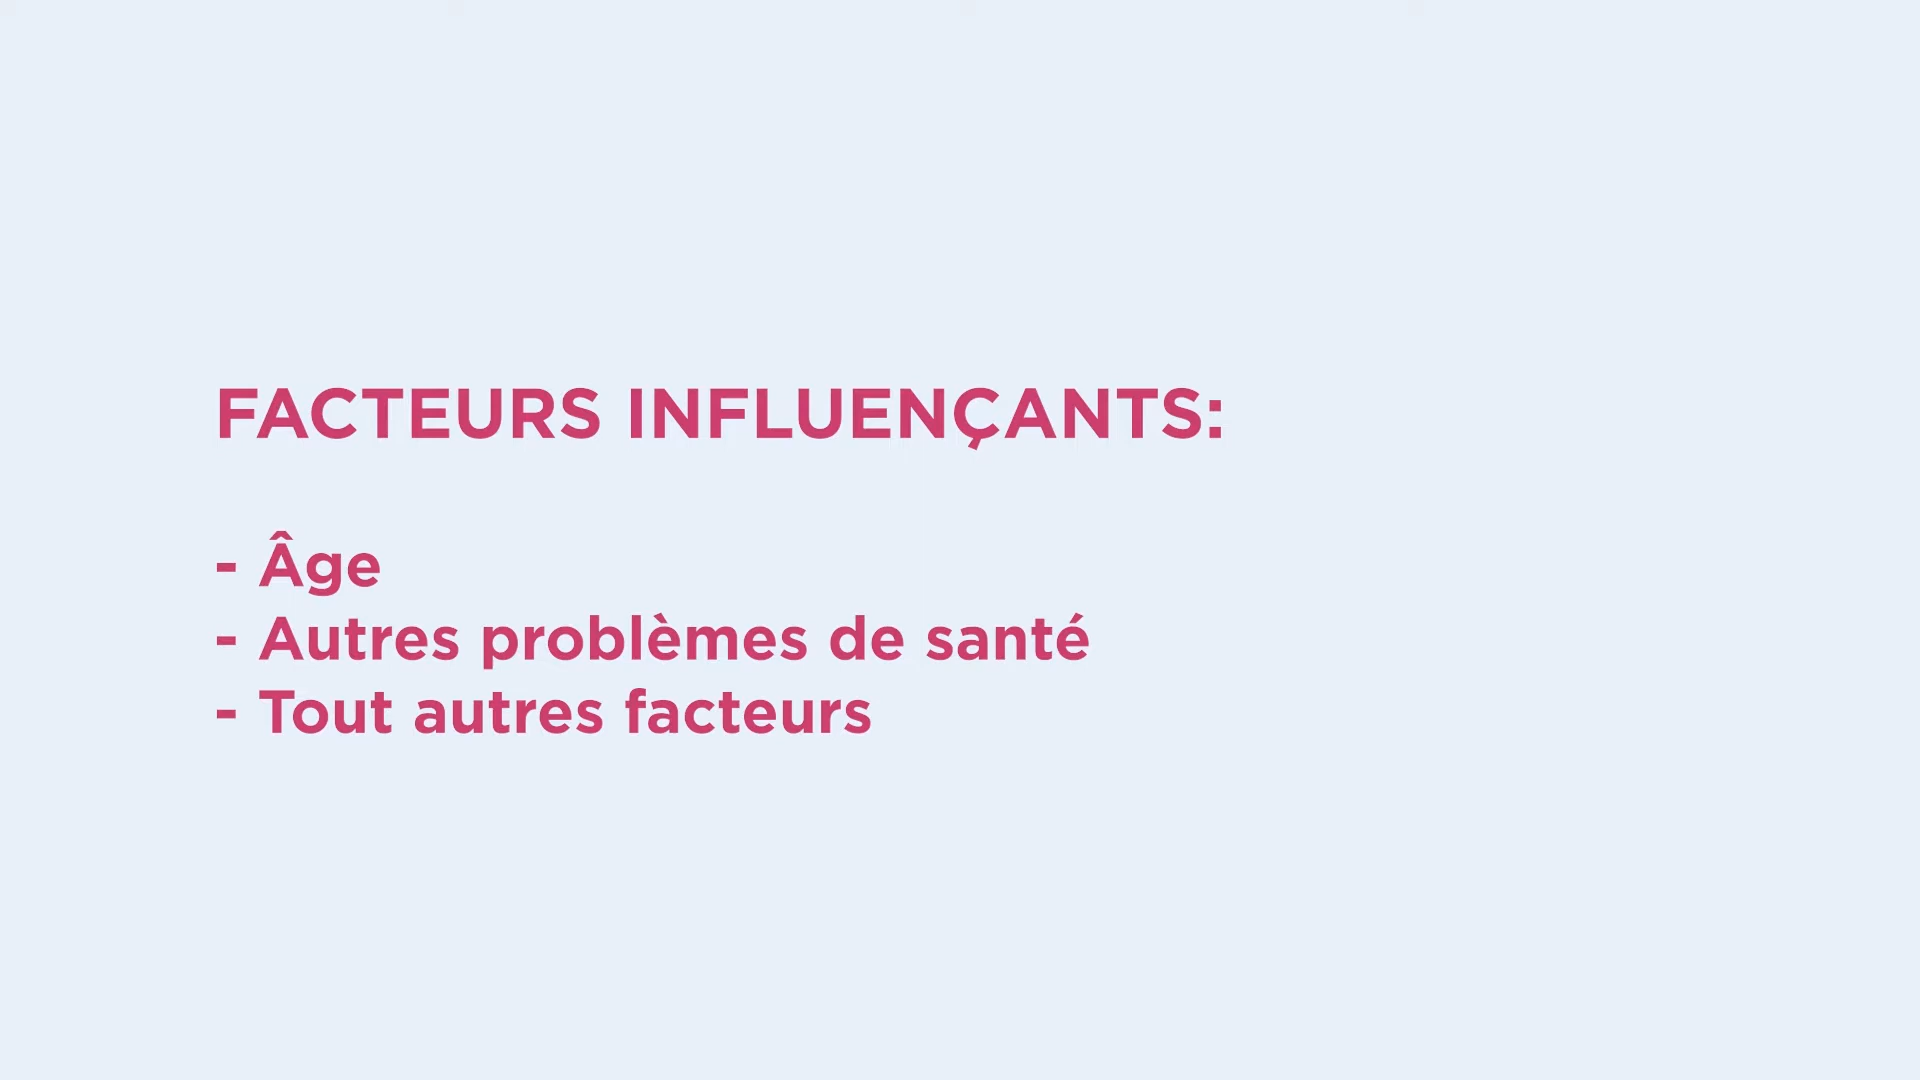 FACTEURS INFLUENÇANTS:
- Âge
- Autres problèmes de santé
- Tout autres facteurs